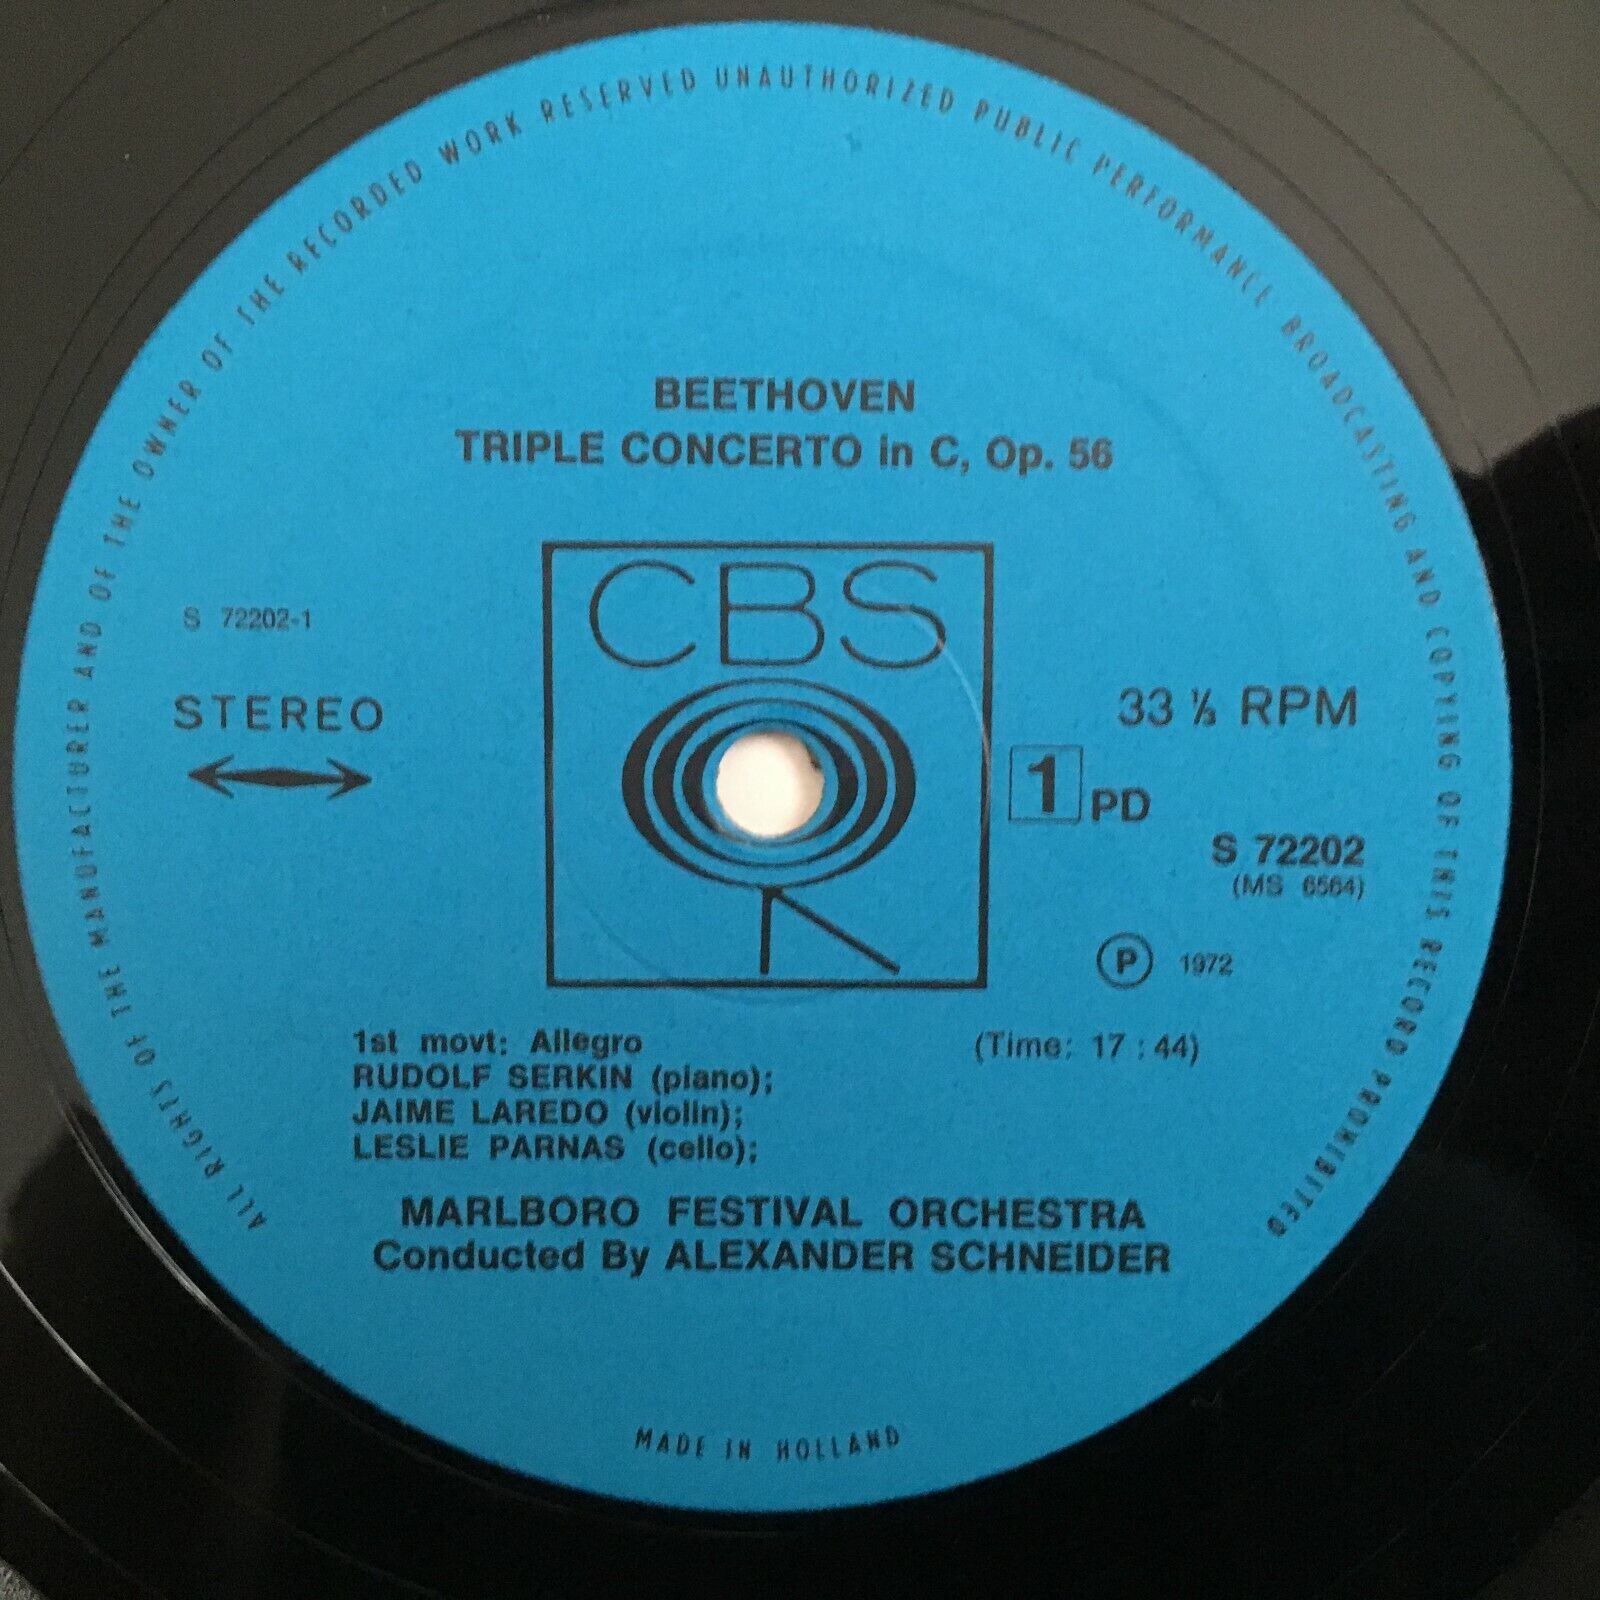 ALL RIGHTS OF THE MANUFACTURER AND OF THE OWNER OF THE RECORDED WORK RESERVED UNAUTHORIZED PUBLIC PERFORMANCE BROADCASTING AND COPYING OF THIS RECORD PROHIBITED
BEETHOVEN
TRIPLE CONCERTO in C, Op. 56
CBS
S 72202-1
STEREO
33 ⅓ RPM
1 PD
S 72202
(MS 6564)
Ⓟ 1972
1st movt: Allegro (Time: 17 : 44)
RUDOLF SERKIN (piano);
JAIME LAREDO (violin);
LESLIE PARNAS (cello);
MARLBORO FESTIVAL ORCHESTRA
Conducted By ALEXANDER SCHNEIDER
MADE IN HOLLAND